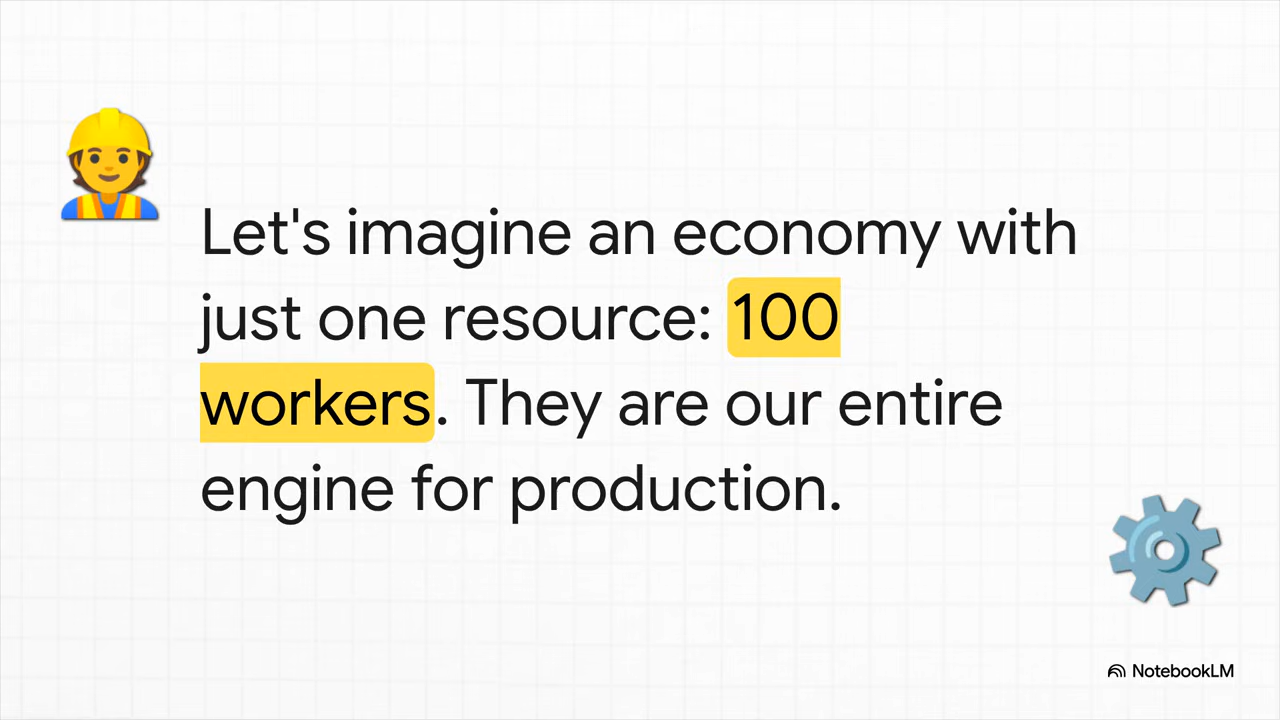 Let's imagine an economy with
just one resource: 100
workers. They are our entire
engine for production.
NotebookLM